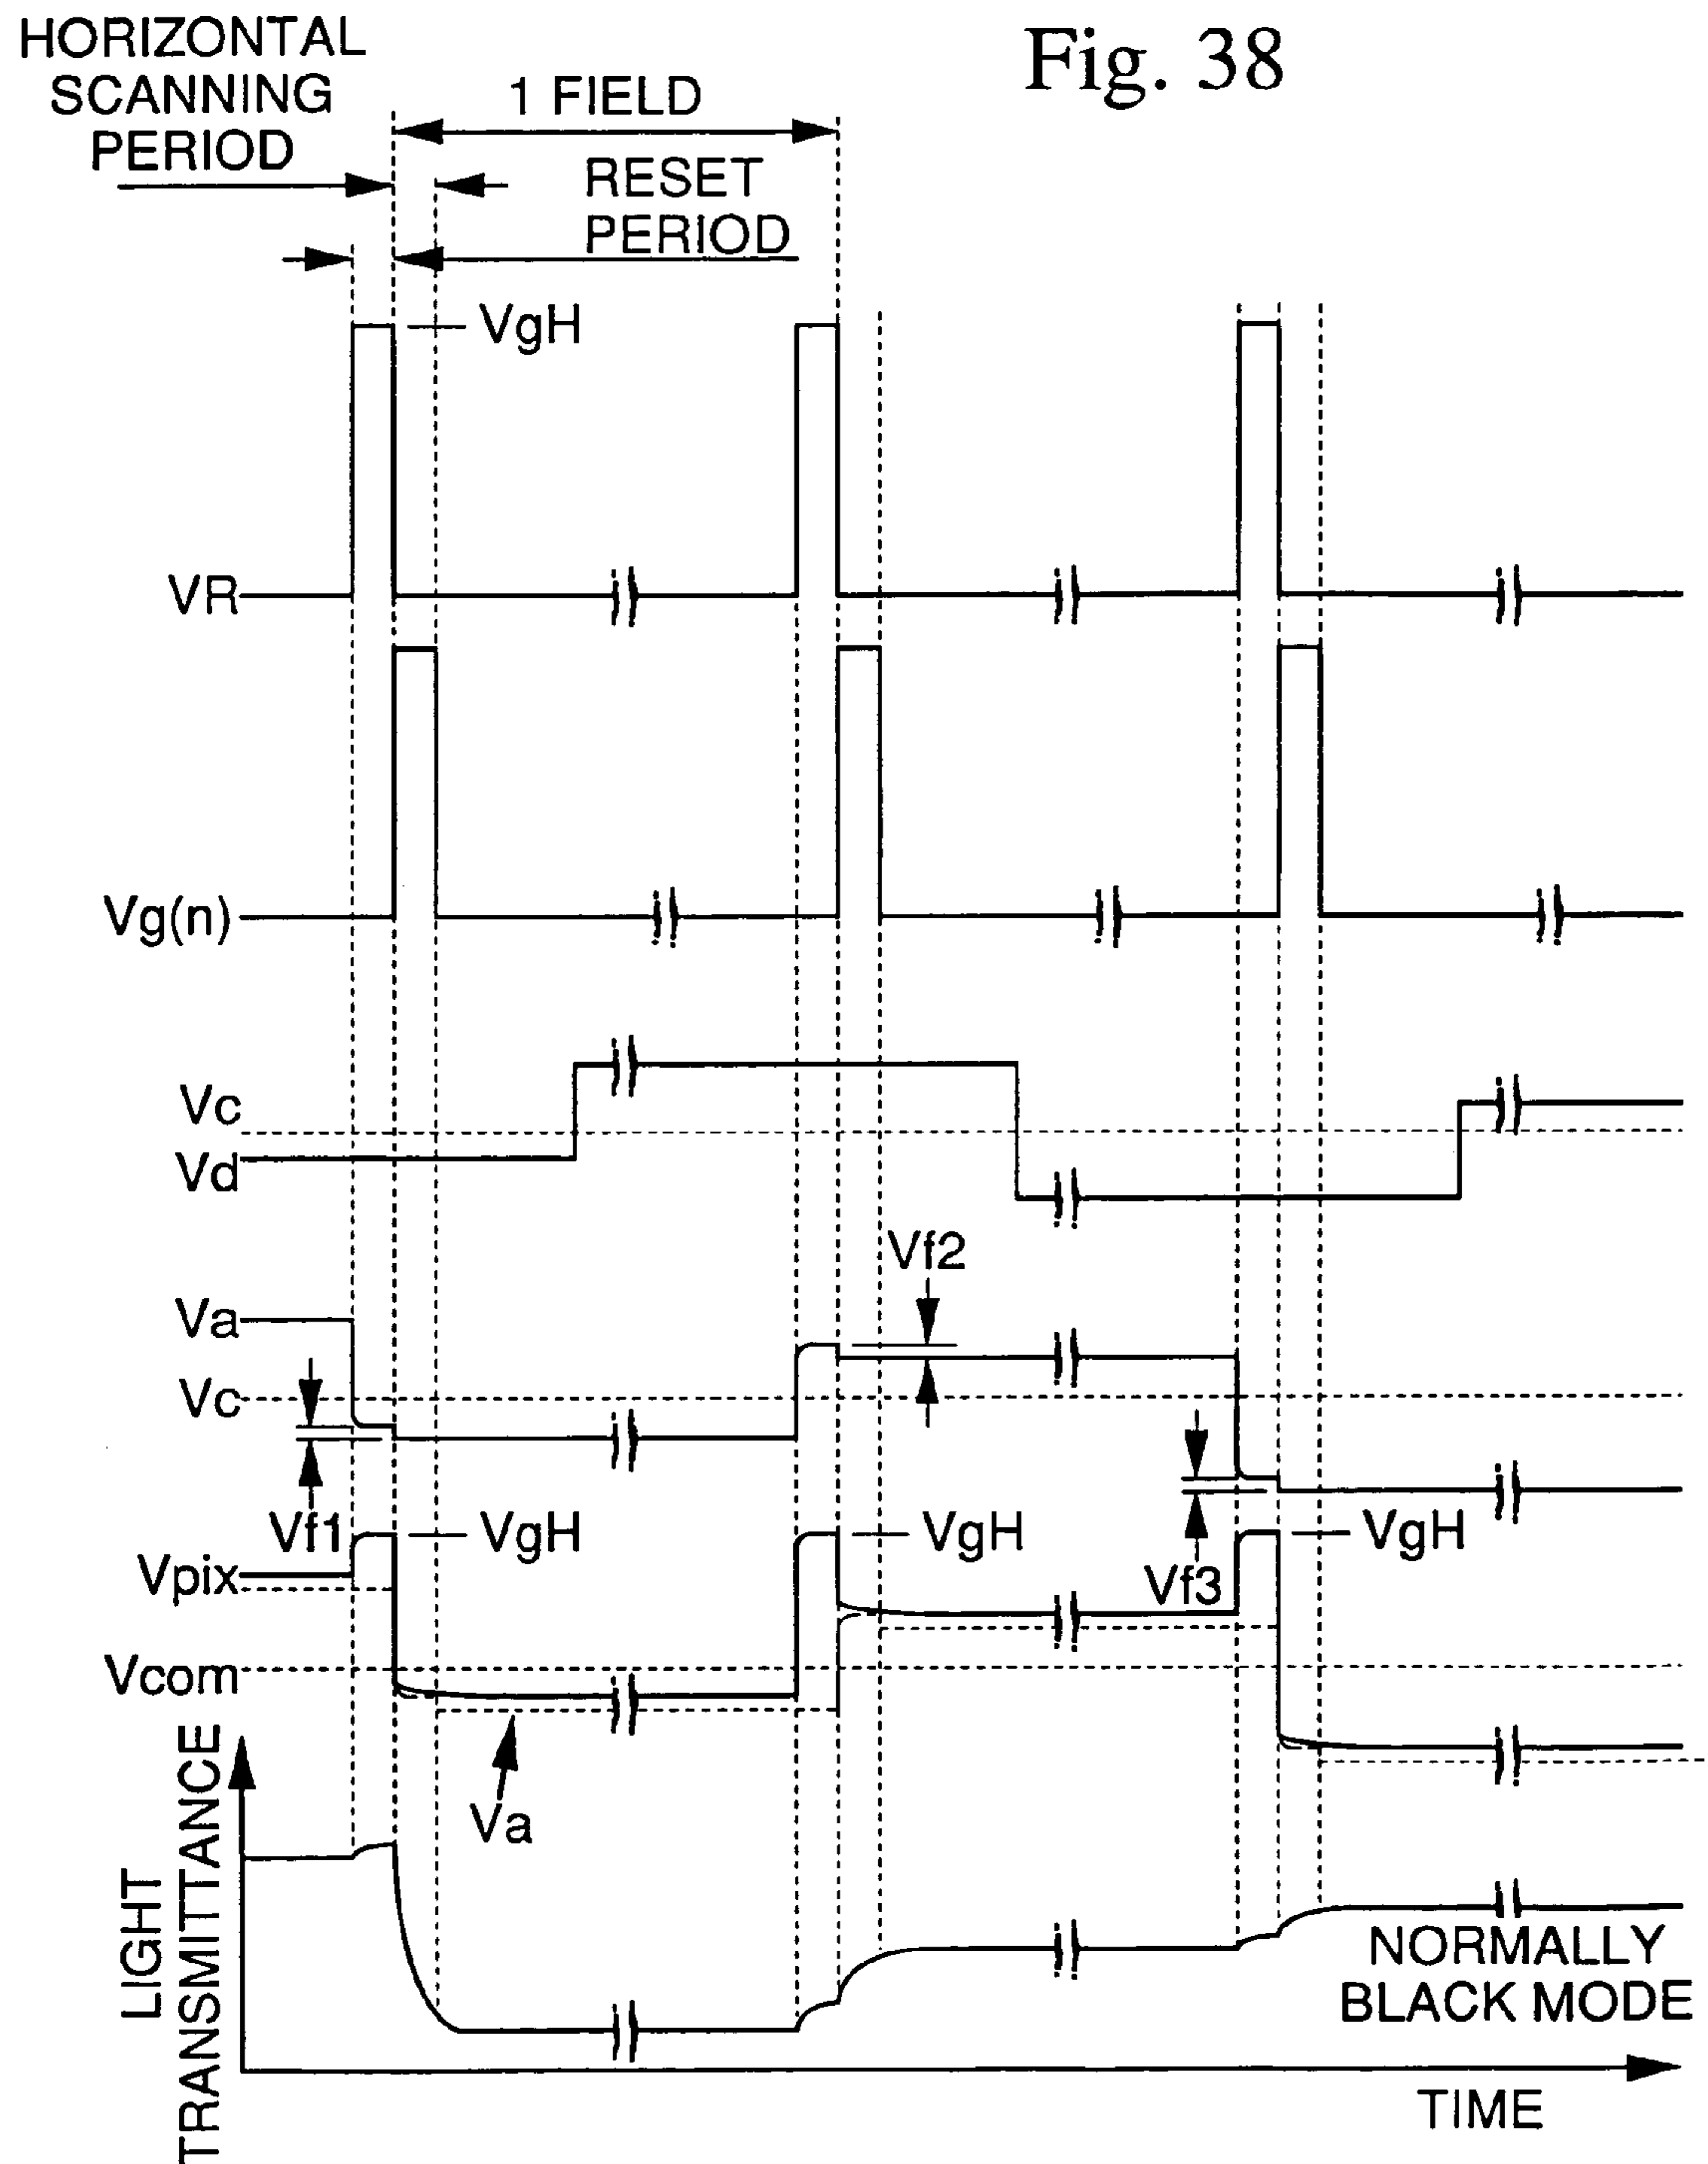 Fig. 38
HORIZONTAL
SCANNING
PERIOD
1 FIELD
RESET
PERIOD
VgH
VR
Vg(n)
Vc
Vd
Vf2
Va
Vc
Vf1
VgH
VgH
VgH
Vpix
Vf3
Vcom
Va
LIGHT
TRANSMITTANCE
NORMALLY
BLACK MODE
TIME